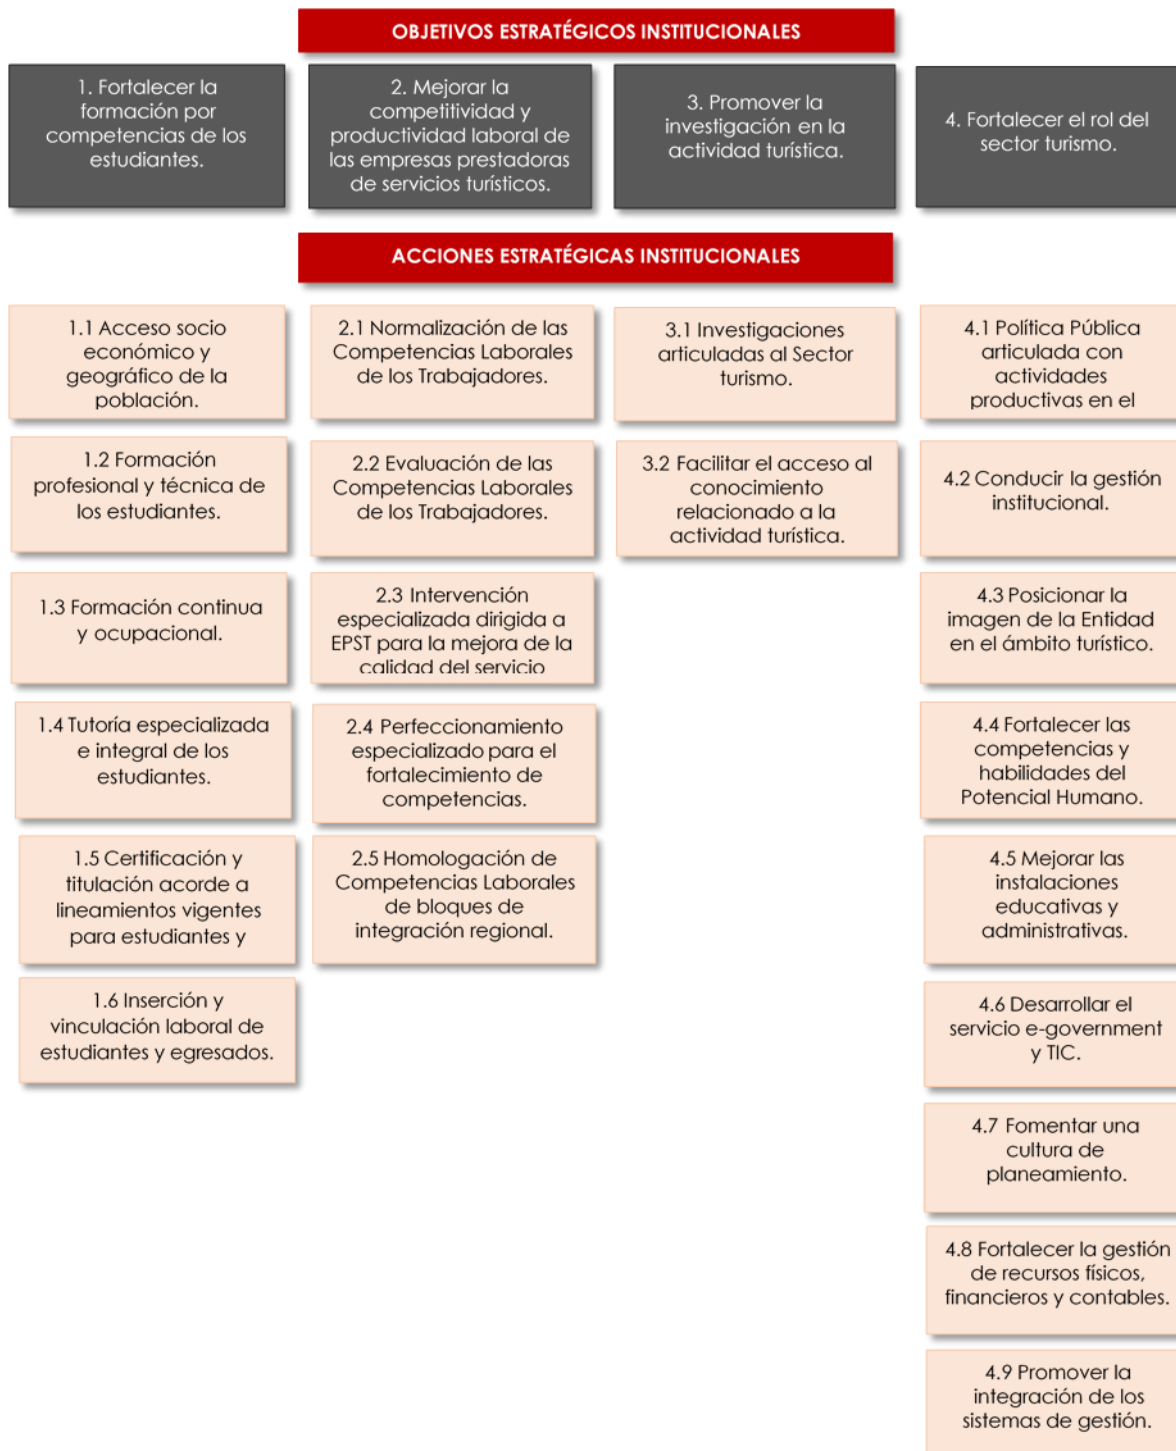 OBJETIVOS ESTRATÉGICOS INSTITUCIONALES
1. Fortalecer la
formación por
competencias de los
estudiantes.
2. Mejorar la
competitividad y
productividad laboral de
las empresas prestadoras
de servicios turísticos.
3. Promover la
investigación en la
actividad turística.
4. Fortalecer el rol del
sector turismo.
ACCIONES ESTRATÉGICAS INSTITUCIONALES
1.1 Acceso socio
económico y
geográfico de la
población.
1.2 Formación
profesional y técnica de
los estudiantes.
1.3 Formación continua
y ocupacional.
1.4 Tutoría especializada
e integral de los
estudiantes.
1.5 Certificación y
titulación acorde a
lineamientos vigentes
para estudiantes y
1.6 Inserción y
vinculación laboral de
estudiantes y egresados.
2.1 Normalización de las
Competencias Laborales
de los Trabajadores.
2.2 Evaluación de las
Competencias Laborales
de los Trabajadores.
2.3 Intervención
especializada dirigida a
EPST para la mejora de la
calidad del servicio
2.4 Perfeccionamiento
especializado para el
fortalecimiento de
competencias.
2.5 Homologación de
Competencias Laborales
de bloques de
integración regional.
3.1 Investigaciones
articuladas al Sector
turismo.
3.2 Facilitar el acceso al
conocimiento
relacionado a la
actividad turística.
4.1 Política Pública
articulada con
actividades
productivas en el
4.2 Conducir la gestión
institucional.
4.3 Posicionar la
imagen de la Entidad
en el ámbito turístico.
4.4 Fortalecer las
competencias y
habilidades del
Potencial Humano.
4.5 Mejorar las
instalaciones
educativas y
administrativas.
4.6 Desarrollar el
servicio e-government
y TIC.
4.7 Fomentar una
cultura de
planeamiento.
4.8 Fortalecer la gestión
de recursos físicos,
financieros y contables.
4.9 Promover la
integración de los
sistemas de gestión.